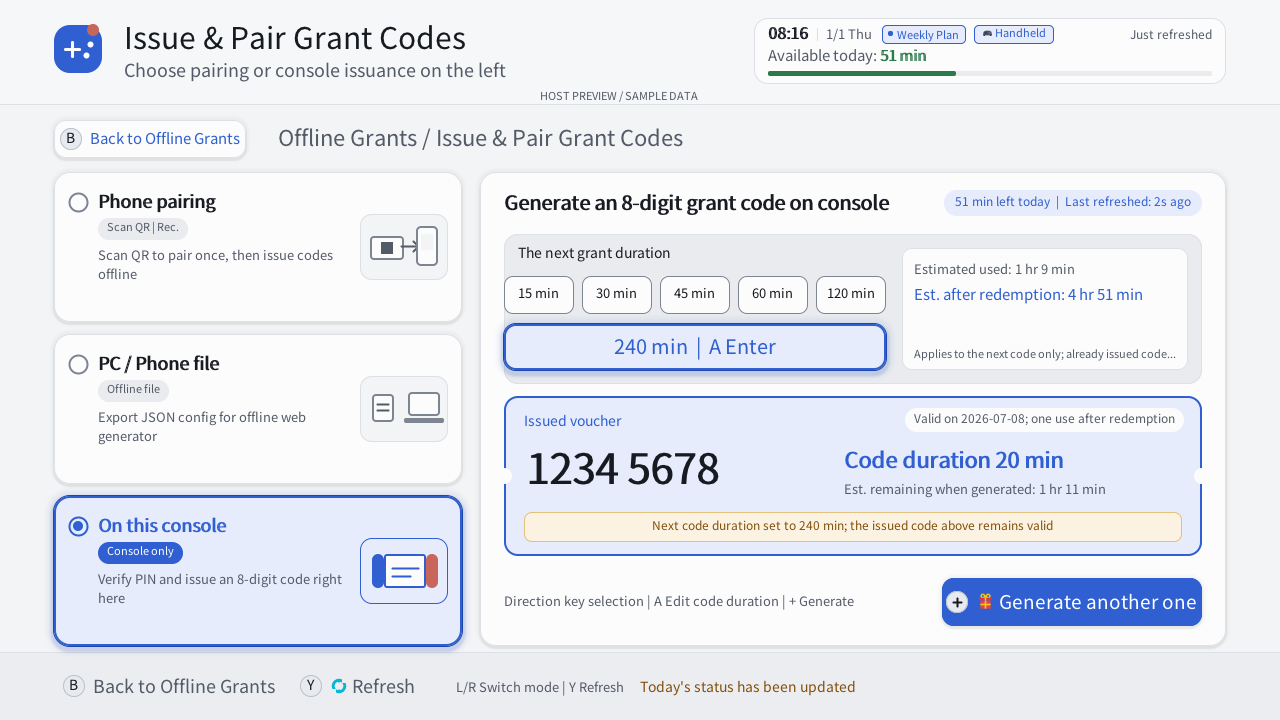 Issue & Pair Grant Codes
Choose pairing or console issuance on the left
08:16 | 1/1 Thu Weekly Plan Handheld Just refreshed
Available today: 51 min
HOST PREVIEW / SAMPLE DATA
B Back to Offline Grants
Offline Grants / Issue & Pair Grant Codes
Phone pairing
Scan QR | Rec.
Scan QR to pair once, then issue codes
offline
PC / Phone file
Offline file
Export JSON config for offline web
generator
On this console
Console only
Verify PIN and issue an 8-digit code right
here
Generate an 8-digit grant code on console
51 min left today | Last refreshed: 2s ago
The next grant duration
15 min
30 min
45 min
60 min
120 min
240 min | A Enter
Estimated used: 1 hr 9 min
Est. after redemption: 4 hr 51 min
Applies to the next code only; already issued code...
Issued voucher
Valid on 2026-07-08; one use after redemption
1234 5678
Code duration 20 min
Est. remaining when generated: 1 hr 11 min
Next code duration set to 240 min; the issued code above remains valid
Direction key selection | A Edit code duration | + Generate
+ Generate another one
B Back to Offline Grants
Y Refresh
L/R Switch mode | Y Refresh
Today's status has been updated